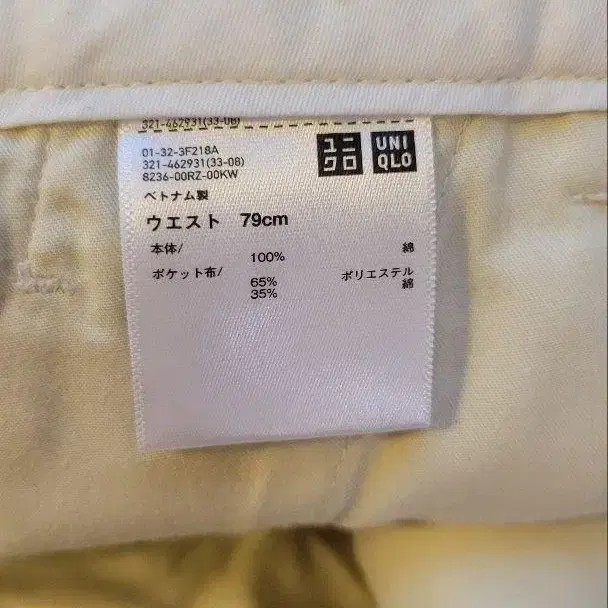 321-462931(33-08)
01-32-3F218A
321-462931(33-08)
8236-00RZ-00KW
ユニ
クロ
UNI
QLO
ベトナム製
ウエスト 79cm
本体/
100% 綿
ポケット布/
65% ポリエステル
35% 綿